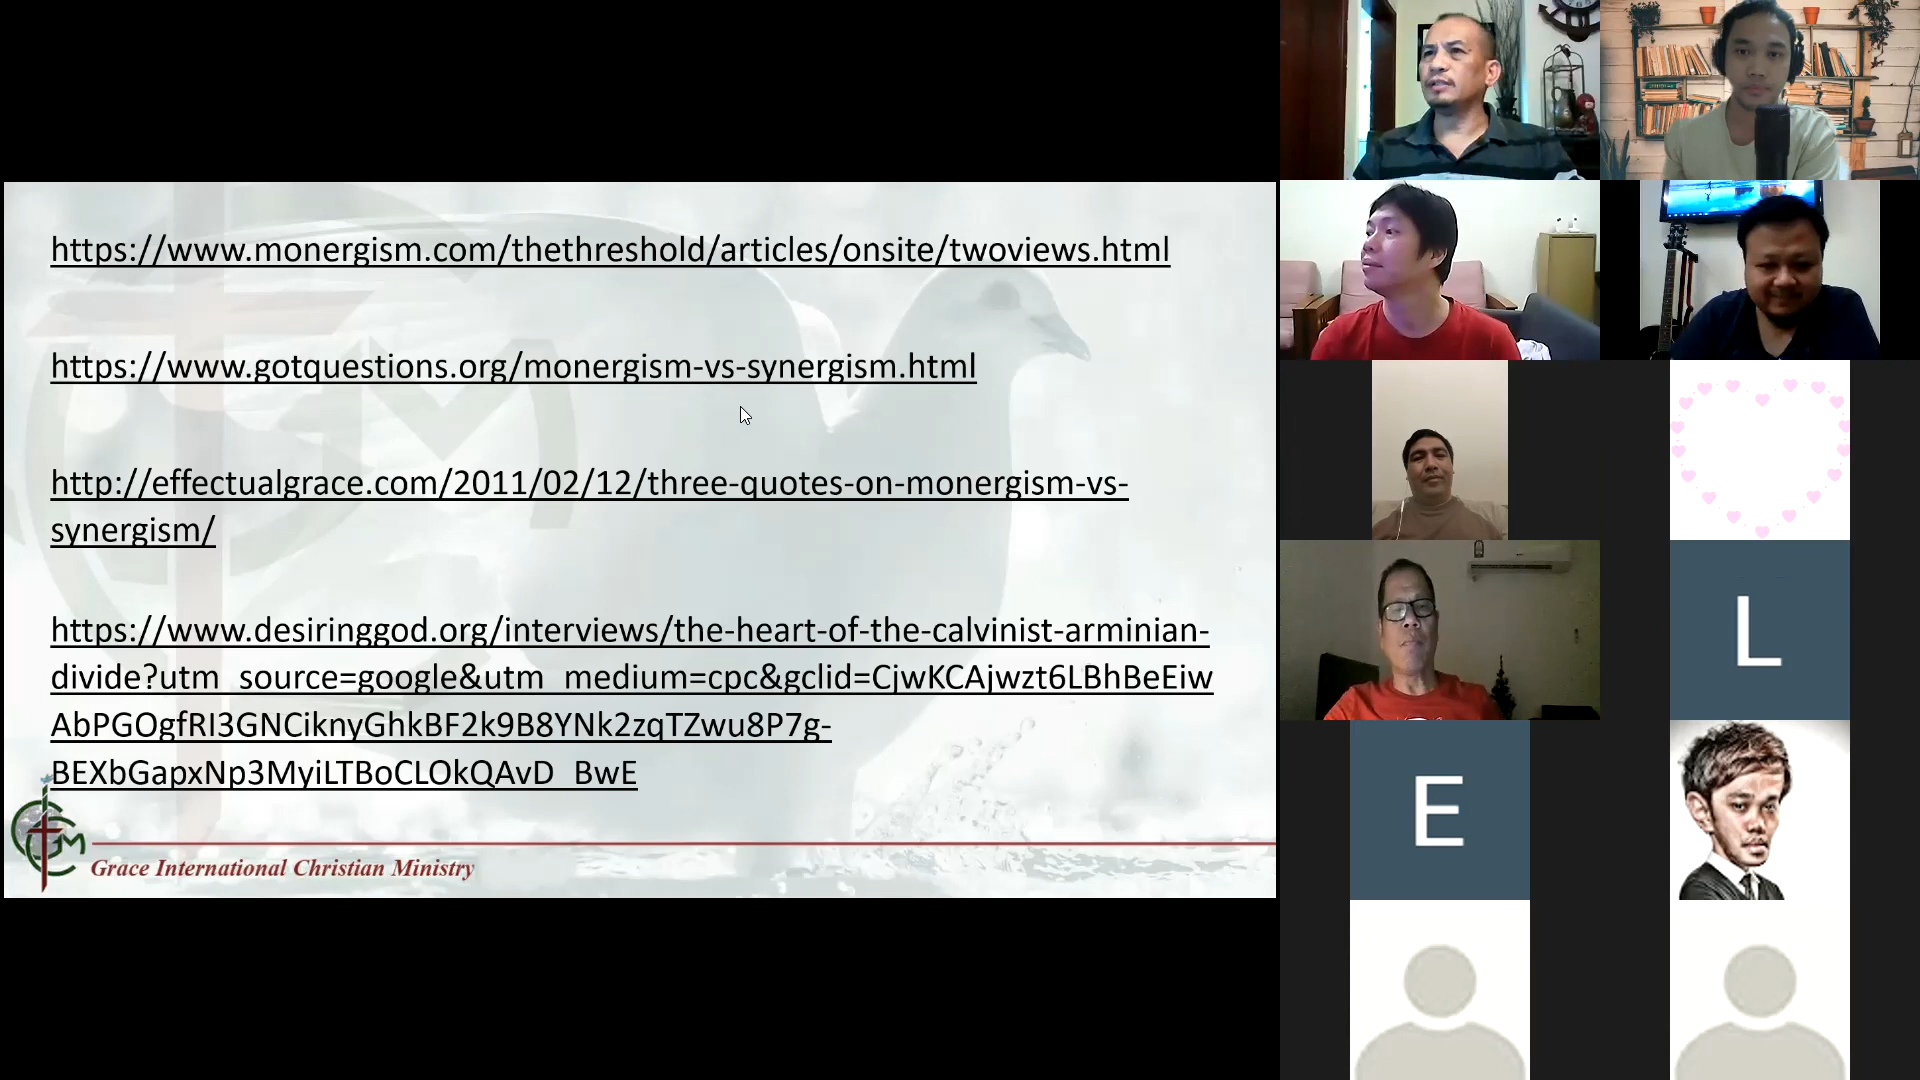 https://www.monergism.com/thethreshold/articles/onsite/twoviews.html
https://www.gotquestions.org/monergism-vs-synergism.html
http://effectualgrace.com/2011/02/12/three-quotes-on-monergism-vs-
synergism/
https://www.desiringgod.org/interviews/the-heart-of-the-calvinist-arminian-
divide?utm_source=google&utm_medium=cpc&gclid=CjwKCAjwzt6LBhBeEiw
AbPGOgfRI3GNCiknyGhkBF2k9B8YNk2zqTZwu8P7g-
BEXbGapxNp3MyiLTBoCLOkQAvD_BwE
Grace International Christian Ministry
L
E